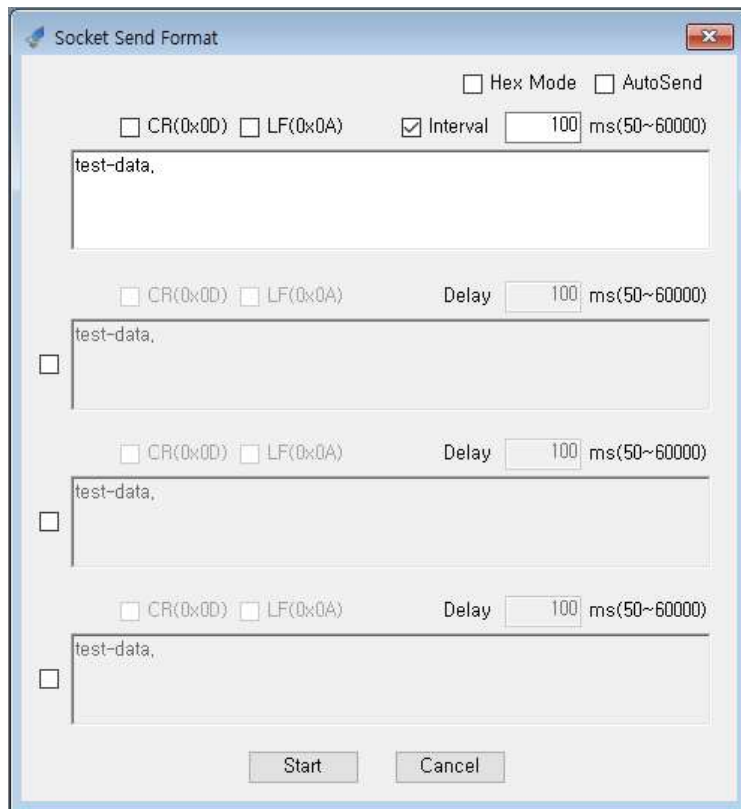 Socket Send Format
Hex Mode AutoSend
CR(0x0D) LF(0x0A) Interval 100 ms(50~60000)
test-data,
CR(0x0D) LF(0x0A) Delay 100 ms(50~60000)
test-data,
CR(0x0D) LF(0x0A) Delay 100 ms(50~60000)
test-data,
CR(0x0D) LF(0x0A) Delay 100 ms(50~60000)
test-data,
Start Cancel